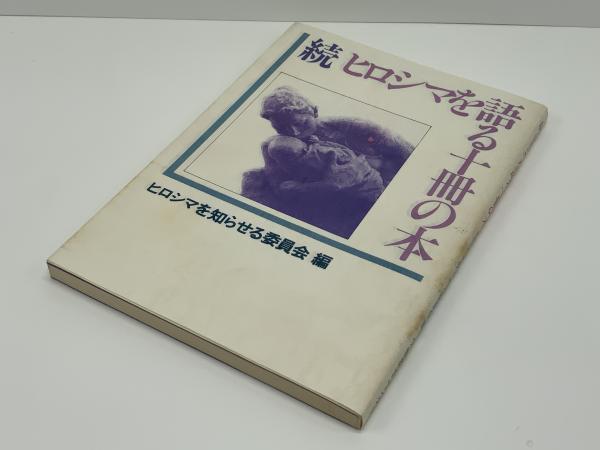 続 ヒロシマを語る十冊の本
ヒロシマを知らせる委員会 編